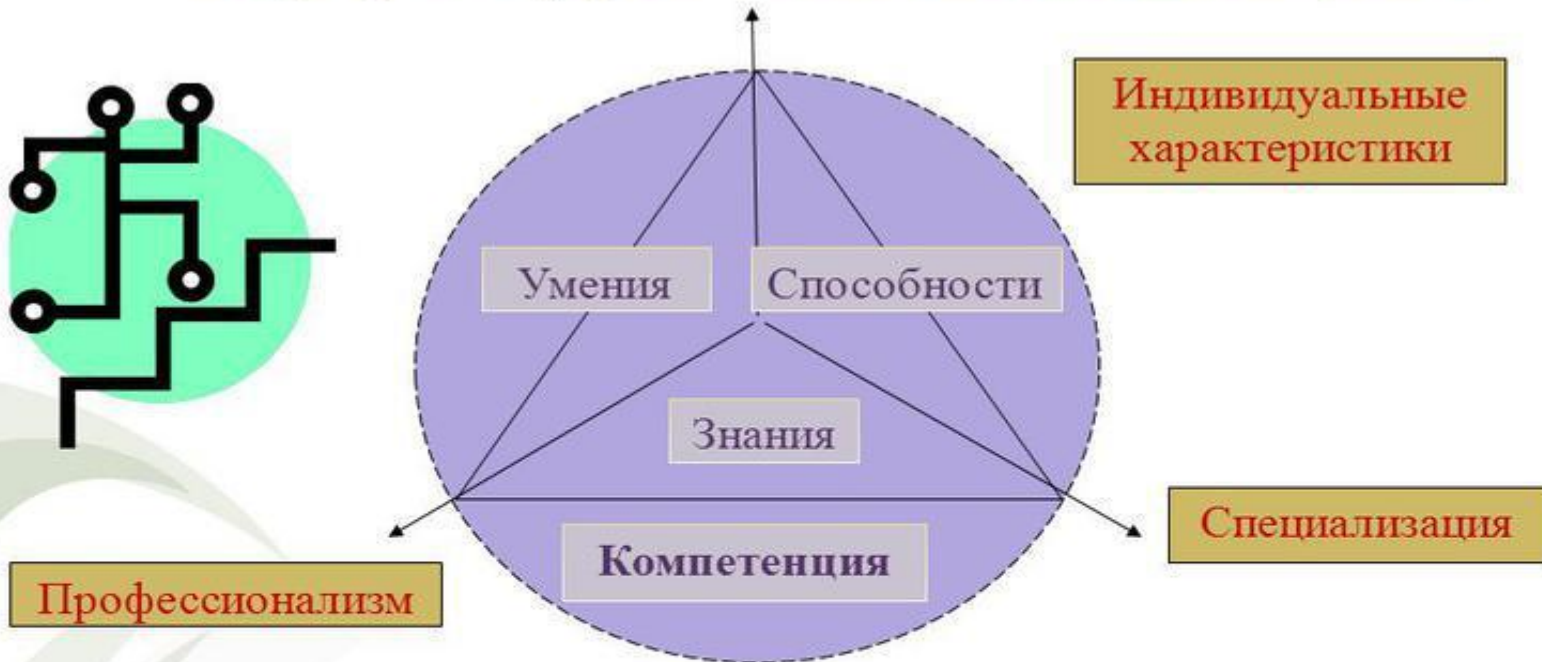 Индивидуальные
характеристики
Умения
Способности
Знания
Компетенция
Специализация
Профессионализм